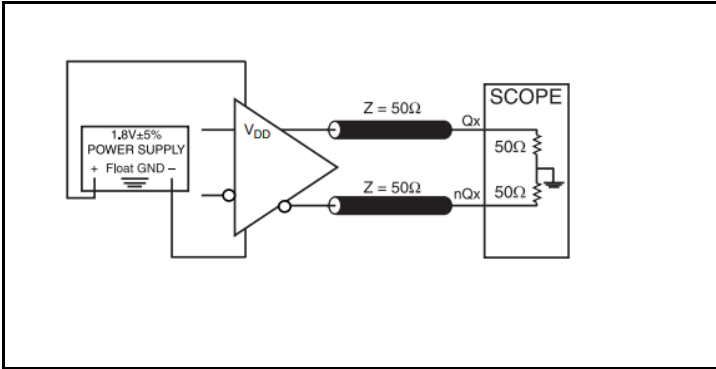 SCOPE
Z = 50Ω
Qx
1.8V±5%
POWER SUPPLY
+ Float GND –
VDD
50Ω
Z = 50Ω
nQx
50Ω